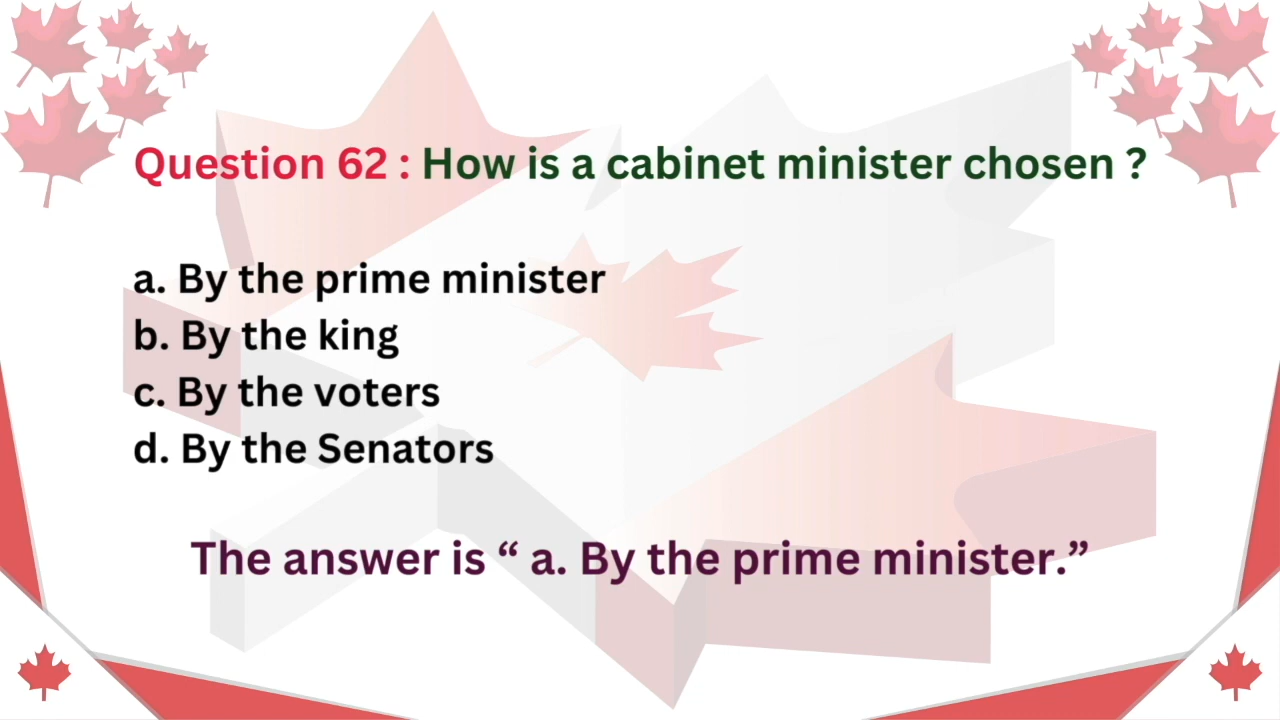 Question 62 : How is a cabinet minister chosen ?
a. By the prime minister
b. By the king
c. By the voters
d. By the Senators
The answer is “ a. By the prime minister.”